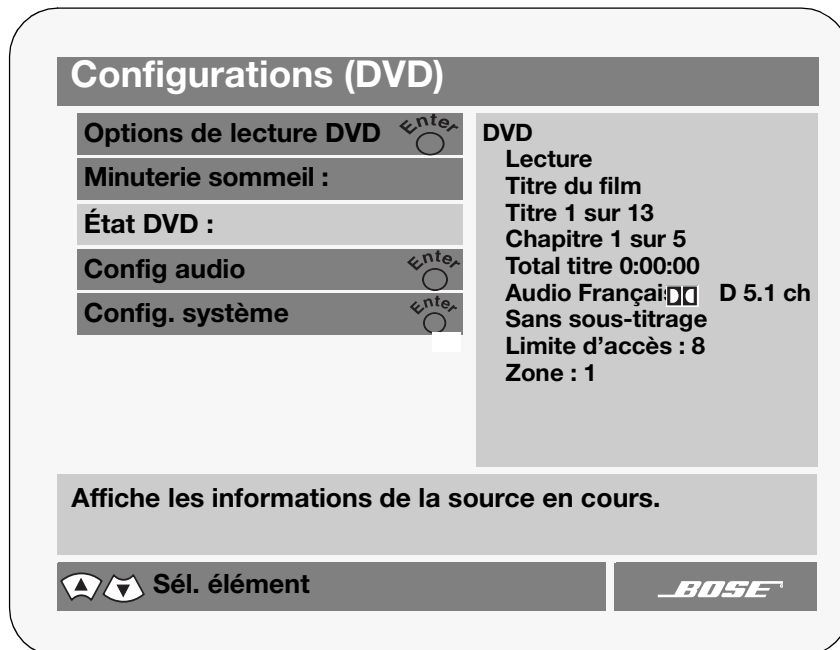 Configurations (DVD)
Options de lecture DVD Enter
Minuterie sommeil :
État DVD :
Config audio Enter
Config. système Enter
DVD
Lecture
Titre du film
Titre 1 sur 13
Chapitre 1 sur 5
Total titre 0:00:00
Audio Français D 5.1 ch
Sans sous-titrage
Limite d’accès : 8
Zone : 1
Affiche les informations de la source en cours.
Sél. élément
BOSE